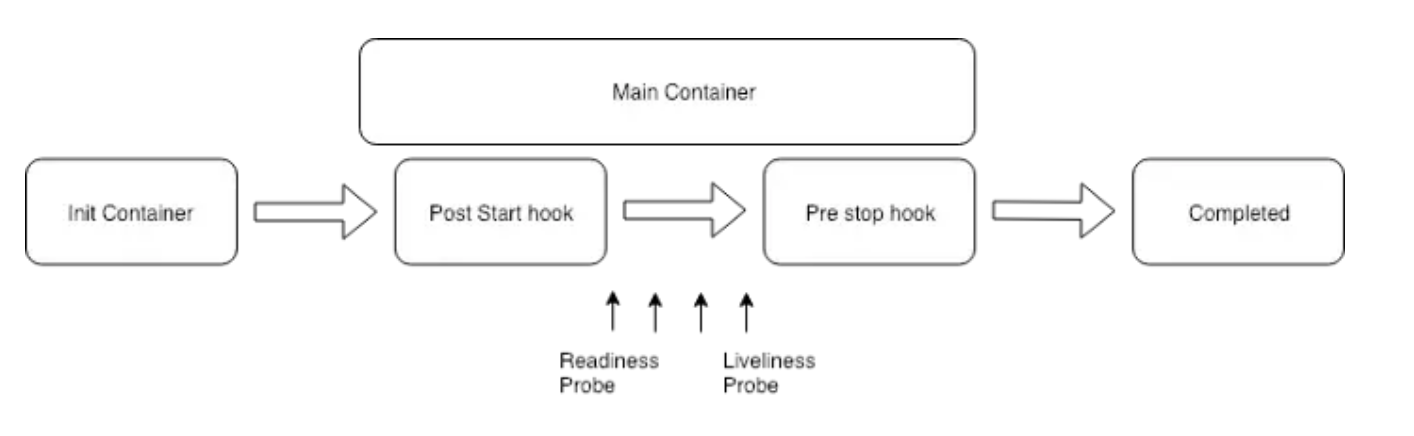 Main Container
Init Container
Post Start hook
Pre stop hook
Completed
Readiness
Probe
Liveliness
Probe